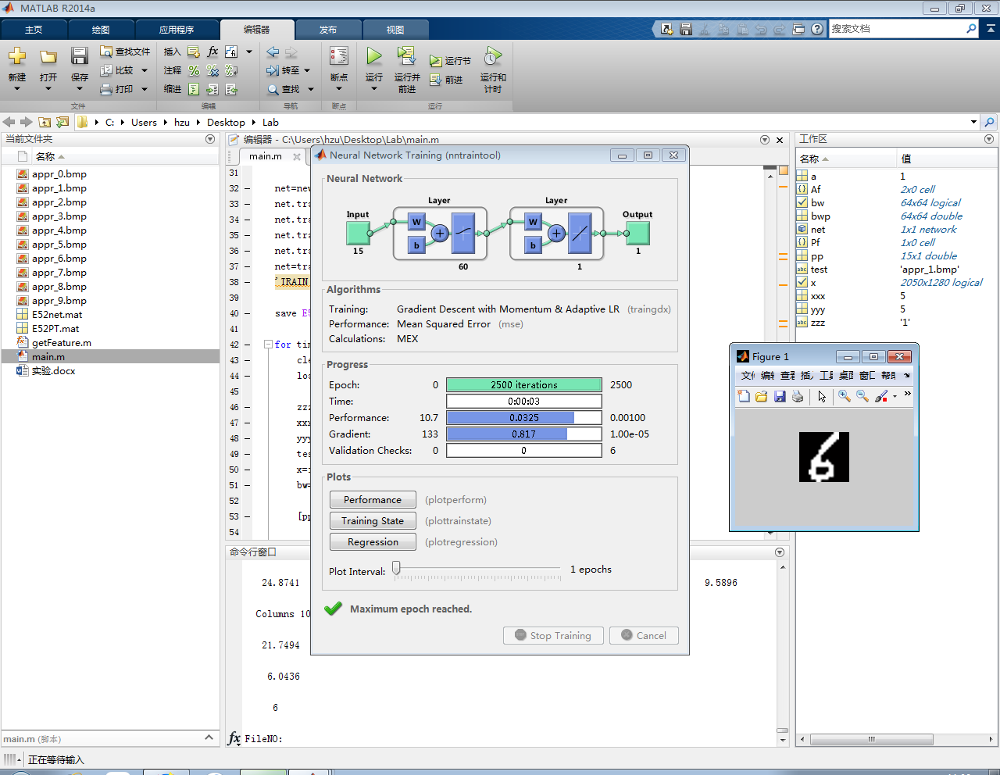 MATLAB R2014a
主页 绘图 应用程序 编辑器 发布 视图
搜索文档
新建 打开 保存 查找文件 比较 打印
插入 注释 缩进
fx
转至 查找
断点
运行 运行并前进 运行节 前进 运行和计时
文件 编辑 导航 断点 运行
C: Users hzu Desktop Lab
当前文件夹
名称
appr_0.bmp
appr_1.bmp
appr_2.bmp
appr_3.bmp
appr_4.bmp
appr_5.bmp
appr_6.bmp
appr_7.bmp
appr_8.bmp
appr_9.bmp
E52net.mat
E52PT.mat
getFeature.m
main.m
实验.docx
main.m (脚本)
正在等待输入
编辑器 - C:\Users\hzu\Desktop\Lab\main.m
main.m
31
32 – net=new
33 – net.tra
34 – net.tra
35 – net.tra
36 – net.tra
37 – net=tra
38 – 'TRAIN
39
40 – save E5
41
42 – for tim
43 – cle
44 – loa
45
46 – zzz
47 – xxx
48 – yyy
49 – tes
50 – x=i
51 – bw=
52
53 – [pp
54
命令行窗口
24.8741 9.5896
Columns 10
21.7494
6.0436
6
fx FileNO:
Neural Network Training (nntraintool)
Neural Network
Layer Layer
Input W b W b Output
15 60 1 1
Algorithms
Training: Gradient Descent with Momentum & Adaptive LR (traingdx)
Performance: Mean Squared Error (mse)
Calculations: MEX
Progress
Epoch: 0 2500 iterations 2500
Time: 0:00:03
Performance: 10.7 0.0325 0.00100
Gradient: 133 0.817 1.00e-05
Validation Checks: 0 0 6
Plots
Performance (plotperform)
Training State (plottrainstate)
Regression (plotregression)
Plot Interval: 1 epochs
Maximum epoch reached.
Stop Training Cancel
工作区
名称 值
a 1
Af 2x0 cell
bw 64x64 logical
bwp 64x64 double
net 1x1 network
Pf 1x0 cell
pp 15x1 double
test 'appr_1.bmp'
x 2050x1280 logical
xxx 5
yyy 5
zzz '1'
Figure 1
文件 编辑 查看 插入 工具 桌面 窗口 帮助
6